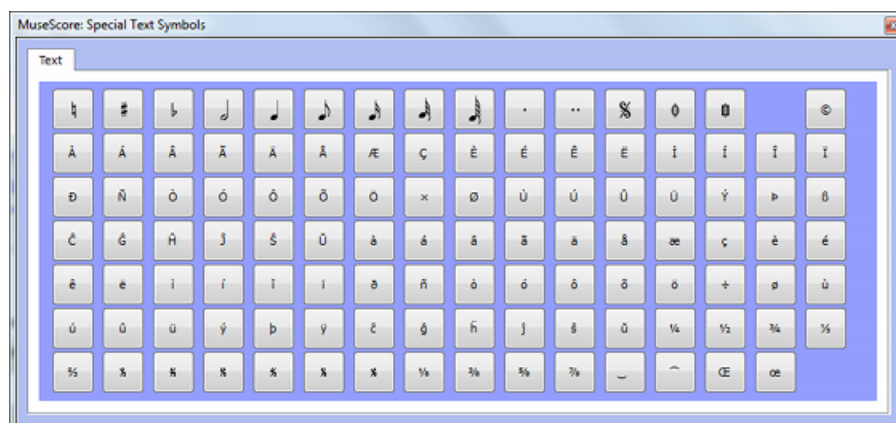 MuseScore: Special Text Symbols
Text
♮ ♯ ♭ 𝅗𝅥 ♩ ♪ 𝅘𝅥𝅯 𝅘𝅥𝅰 𝅘𝅥𝅱 . .. 𝄋 ©
À Á Â Ã Ä Å Æ Ç È É Ê Ë Ì Í Î Ï
Ð Ñ Ò Ó Ô Õ Ö × Ø Ù Ú Û Ü Ý Þ ß
Ĉ Ĝ Ĥ Ĵ Ŝ Ŭ à á â ã ä å æ ç è é
ê ë ì í î ï ð ñ ò ó ô õ ö ÷ ø ù
ú û ü ý þ ÿ ĉ ĝ ĥ ĵ ŝ ŭ ¼ ½ ¾ ⅓
⅔ ⅛ ⅜ ⅝ ⅞ ‿ ⁀ Œ œ